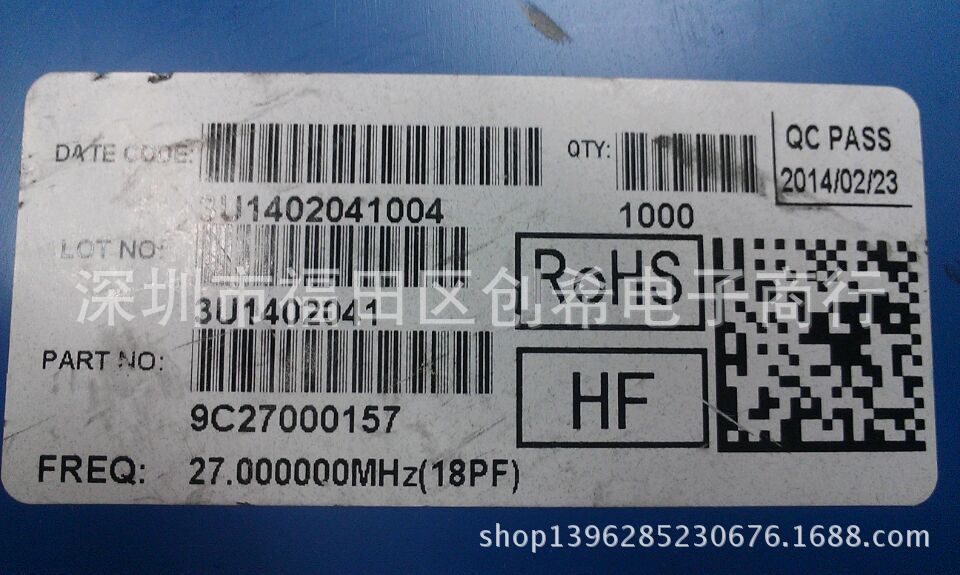 DATE CODE:
3U1402041004
QTY:
1000
QC PASS
2014/02/23
LOT NO:
3U1402041
RoHS
深圳市福田区创希电子商行
PART NO:
9C27000157
HF
FREQ: 27.000000MHz(18PF)
shop1396285230676.1688.com